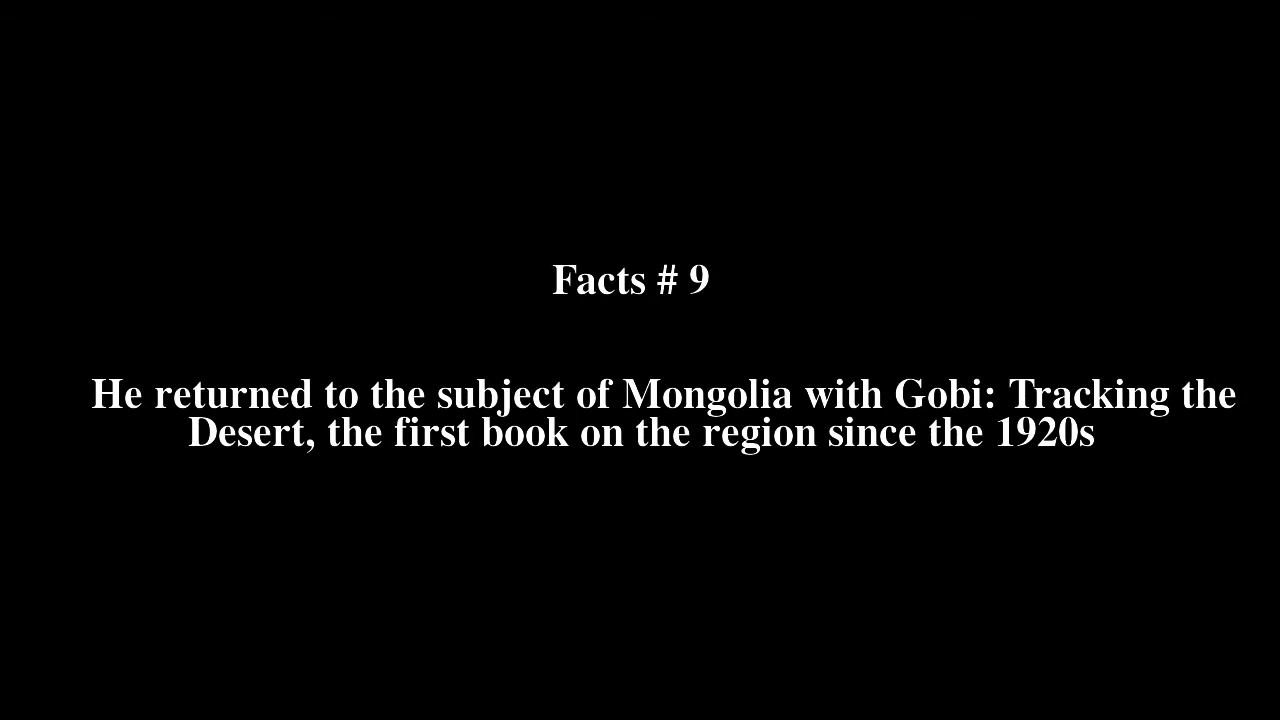 Facts # 9
He returned to the subject of Mongolia with Gobi: Tracking the
Desert, the first book on the region since the 1920s